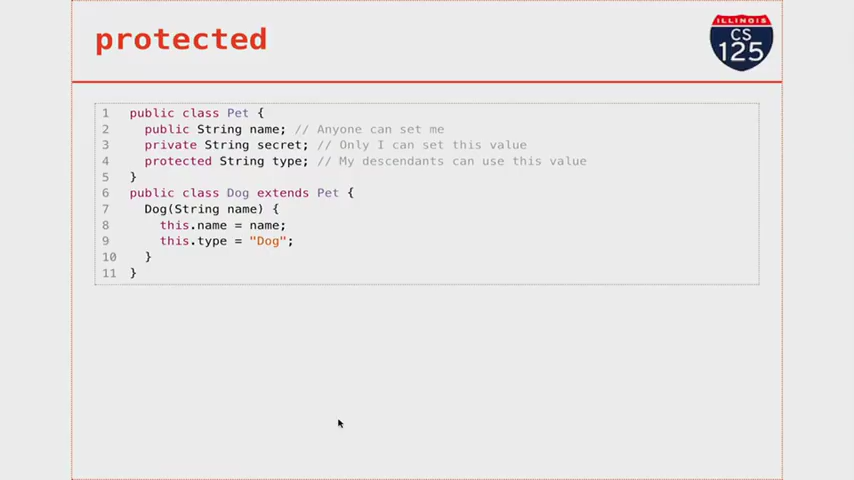 protected
ILLINOIS
CS
125
1 public class Pet {
2 public String name; // Anyone can set me
3 private String secret; // Only I can set this value
4 protected String type; // My descendants can use this value
5 }
6 public class Dog extends Pet {
7 Dog(String name) {
8 this.name = name;
9 this.type = "Dog";
10 }
11 }